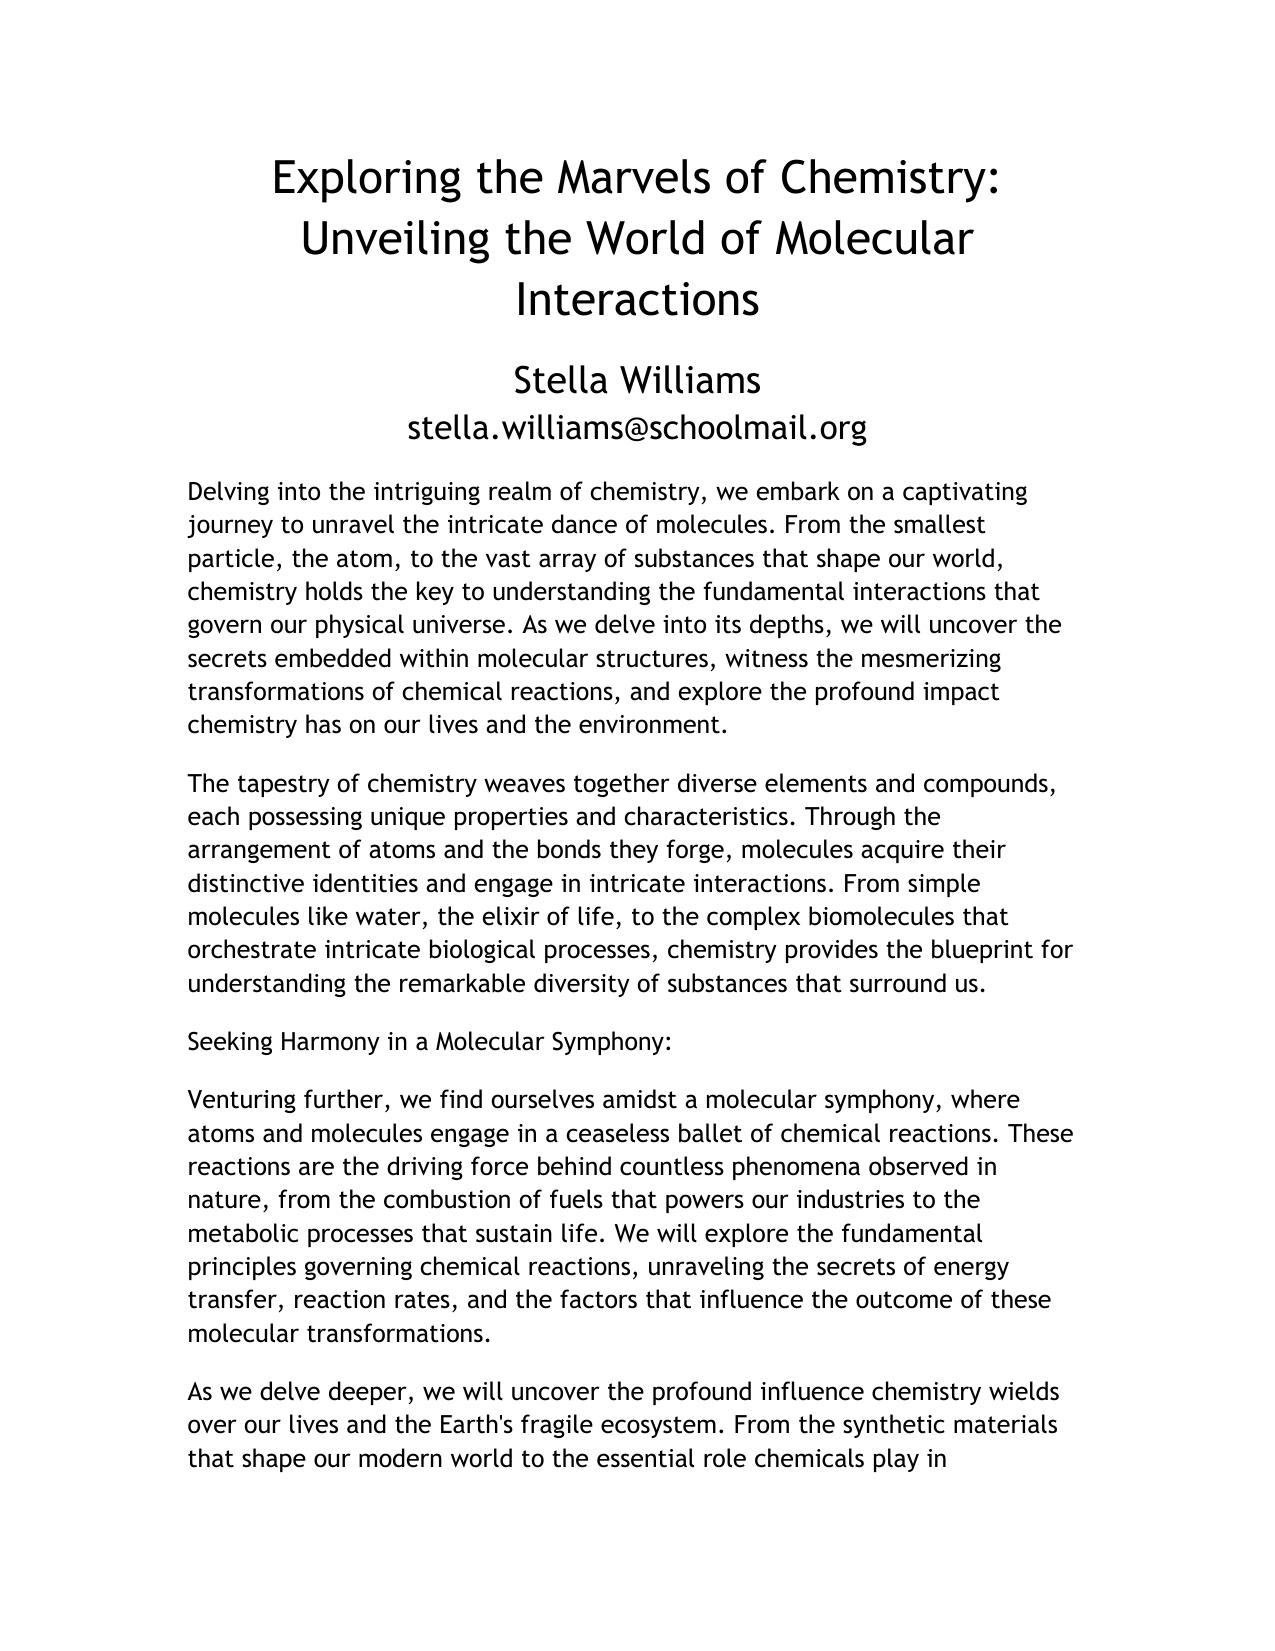 Exploring the Marvels of Chemistry:
Unveiling the World of Molecular
Interactions
Stella Williams
stella.williams@schoolmail.org
Delving into the intriguing realm of chemistry, we embark on a captivating
journey to unravel the intricate dance of molecules. From the smallest
particle, the atom, to the vast array of substances that shape our world,
chemistry holds the key to understanding the fundamental interactions that
govern our physical universe. As we delve into its depths, we will uncover the
secrets embedded within molecular structures, witness the mesmerizing
transformations of chemical reactions, and explore the profound impact
chemistry has on our lives and the environment.
The tapestry of chemistry weaves together diverse elements and compounds,
each possessing unique properties and characteristics. Through the
arrangement of atoms and the bonds they forge, molecules acquire their
distinctive identities and engage in intricate interactions. From simple
molecules like water, the elixir of life, to the complex biomolecules that
orchestrate intricate biological processes, chemistry provides the blueprint for
understanding the remarkable diversity of substances that surround us.
Seeking Harmony in a Molecular Symphony:
Venturing further, we find ourselves amidst a molecular symphony, where
atoms and molecules engage in a ceaseless ballet of chemical reactions. These
reactions are the driving force behind countless phenomena observed in
nature, from the combustion of fuels that powers our industries to the
metabolic processes that sustain life. We will explore the fundamental
principles governing chemical reactions, unraveling the secrets of energy
transfer, reaction rates, and the factors that influence the outcome of these
molecular transformations.
As we delve deeper, we will uncover the profound influence chemistry wields
over our lives and the Earth's fragile ecosystem. From the synthetic materials
that shape our modern world to the essential role chemicals play in